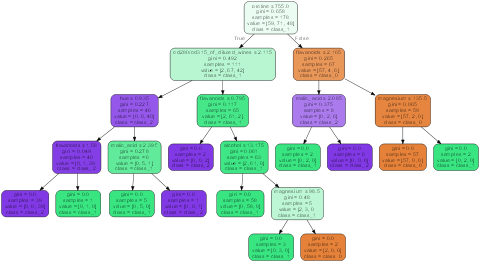 proline ≤ 755.0
gini = 0.658
samples = 178
value = [59, 71, 48]
class = class_1
True
False
od280/od315_of_diluted_wines ≤ 2.115
gini = 0.492
samples = 111
value = [2, 67, 42]
class = class_1
flavanoids ≤ 2.165
gini = 0.265
samples = 67
value = [57, 4, 6]
class = class_0
hue ≤ 0.935
gini = 0.227
samples = 46
value = [0, 6, 40]
class = class_2
flavanoids ≤ 0.795
gini = 0.117
samples = 65
value = [2, 61, 2]
class = class_1
malic_acid ≤ 2.085
gini = 0.375
samples = 8
value = [0, 2, 6]
class = class_2
magnesium ≤ 135.0
gini = 0.065
samples = 59
value = [57, 2, 0]
class = class_0
flavanoids ≤ 1.58
gini = 0.049
samples = 40
value = [0, 1, 39]
class = class_2
malic_acid ≤ 2.397
gini = 0.278
samples = 6
value = [0, 5, 1]
class = class_1
gini = 0.0
samples = 2
value = [0, 0, 2]
class = class_2
alcohol ≤ 13.175
gini = 0.061
samples = 63
value = [2, 61, 0]
class = class_1
gini = 0.0
samples = 2
value = [0, 2, 0]
class = class_1
gini = 0.0
samples = 6
value = [0, 0, 6]
class = class_2
gini = 0.0
samples = 57
value = [57, 0, 0]
class = class_0
gini = 0.0
samples = 2
value = [0, 2, 0]
class = class_1
gini = 0.0
samples = 39
value = [0, 0, 39]
class = class_2
gini = 0.0
samples = 1
value = [0, 1, 0]
class = class_1
gini = 0.0
samples = 5
value = [0, 5, 0]
class = class_1
gini = 0.0
samples = 1
value = [0, 0, 1]
class = class_2
gini = 0.0
samples = 58
value = [0, 58, 0]
class = class_1
magnesium ≤ 98.5
gini = 0.48
samples = 5
value = [2, 3, 0]
class = class_1
gini = 0.0
samples = 3
value = [0, 3, 0]
class = class_1
gini = 0.0
samples = 2
value = [2, 0, 0]
class = class_0